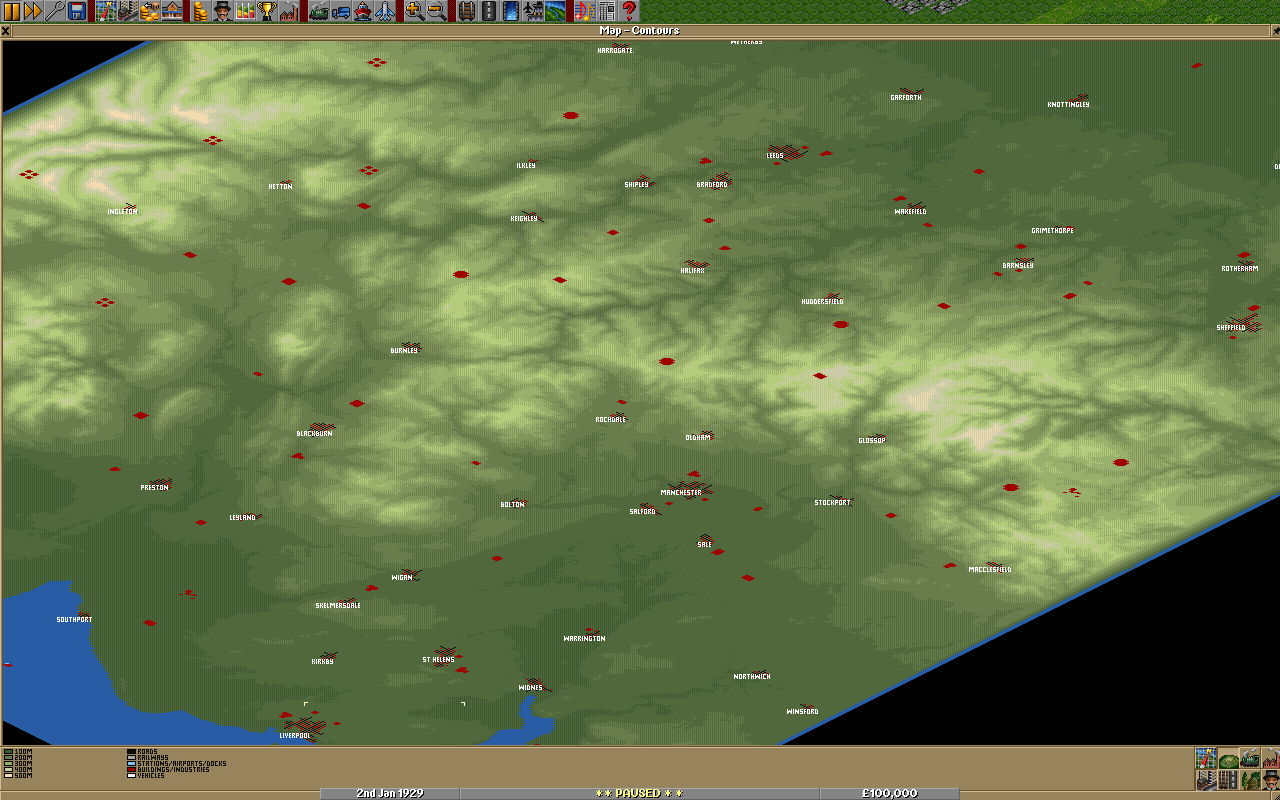 Map - Contours
HARROGATE
GARFORTH
KNOTTINGLEY
LEEDS
ILKLEY
SHIPLEY
BRADFORD
HETTON
INGLETON
KEIGHLEY
WAKEFIELD
GRIMETHORPE
HALIFAX
BARNSLEY
ROTHERHAM
HUDDERSFIELD
SHEFFIELD
BURNLEY
ROCHDALE
BLACKBURN
OLDHAM
GLOSSOP
PRESTON
MANCHESTER
BOLTON
SALFORD
STOCKPORT
LEYLAND
SALE
WIGAN
MACCLESFIELD
SKELMERSDALE
SOUTHPORT
WARRINGTON
KIRKBY
ST HELENS
NORTHWICH
WIDNES
WINSFORD
LIVERPOOL
100M ROADS
200M RAILWAYS
300M STATIONS/AIRPORTS/DOCKS
400M BUILDINGS/INDUSTRIES
500M VEHICLES
2nd Jan 1929 ** PAUSED ** £100,000